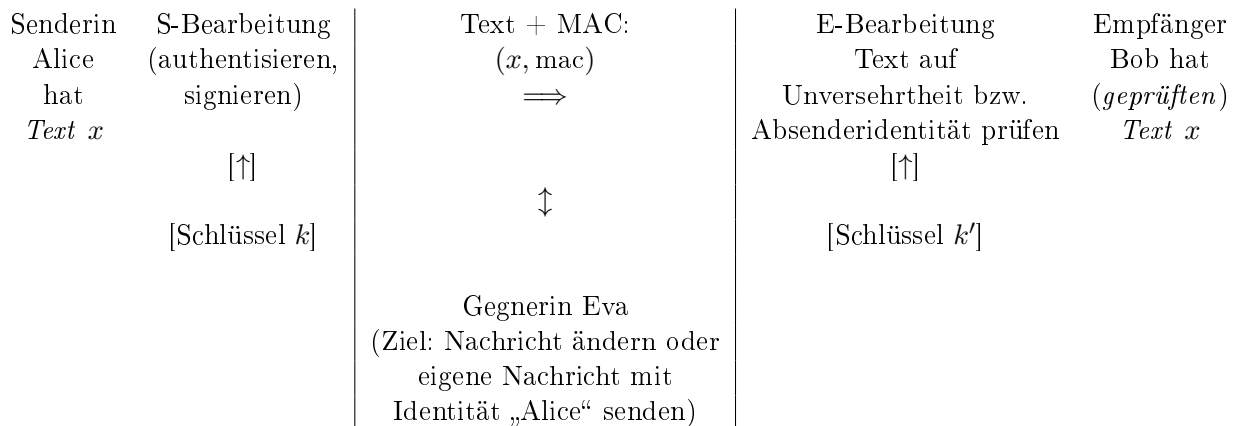 Senderin S-Bearbeitung Text + MAC: E-Bearbeitung Empfänger
Alice (authentisieren, (x, mac) Text auf Bob hat
hat signieren) ⟹ Unversehrtheit bzw. (geprüften)
Text x Absenderidentität prüfen Text x
[↑] [↑]
↕
[Schlüssel k] [Schlüssel k′]
Gegnerin Eva
(Ziel: Nachricht ändern oder
eigene Nachricht mit
Identität „Alice“ senden)